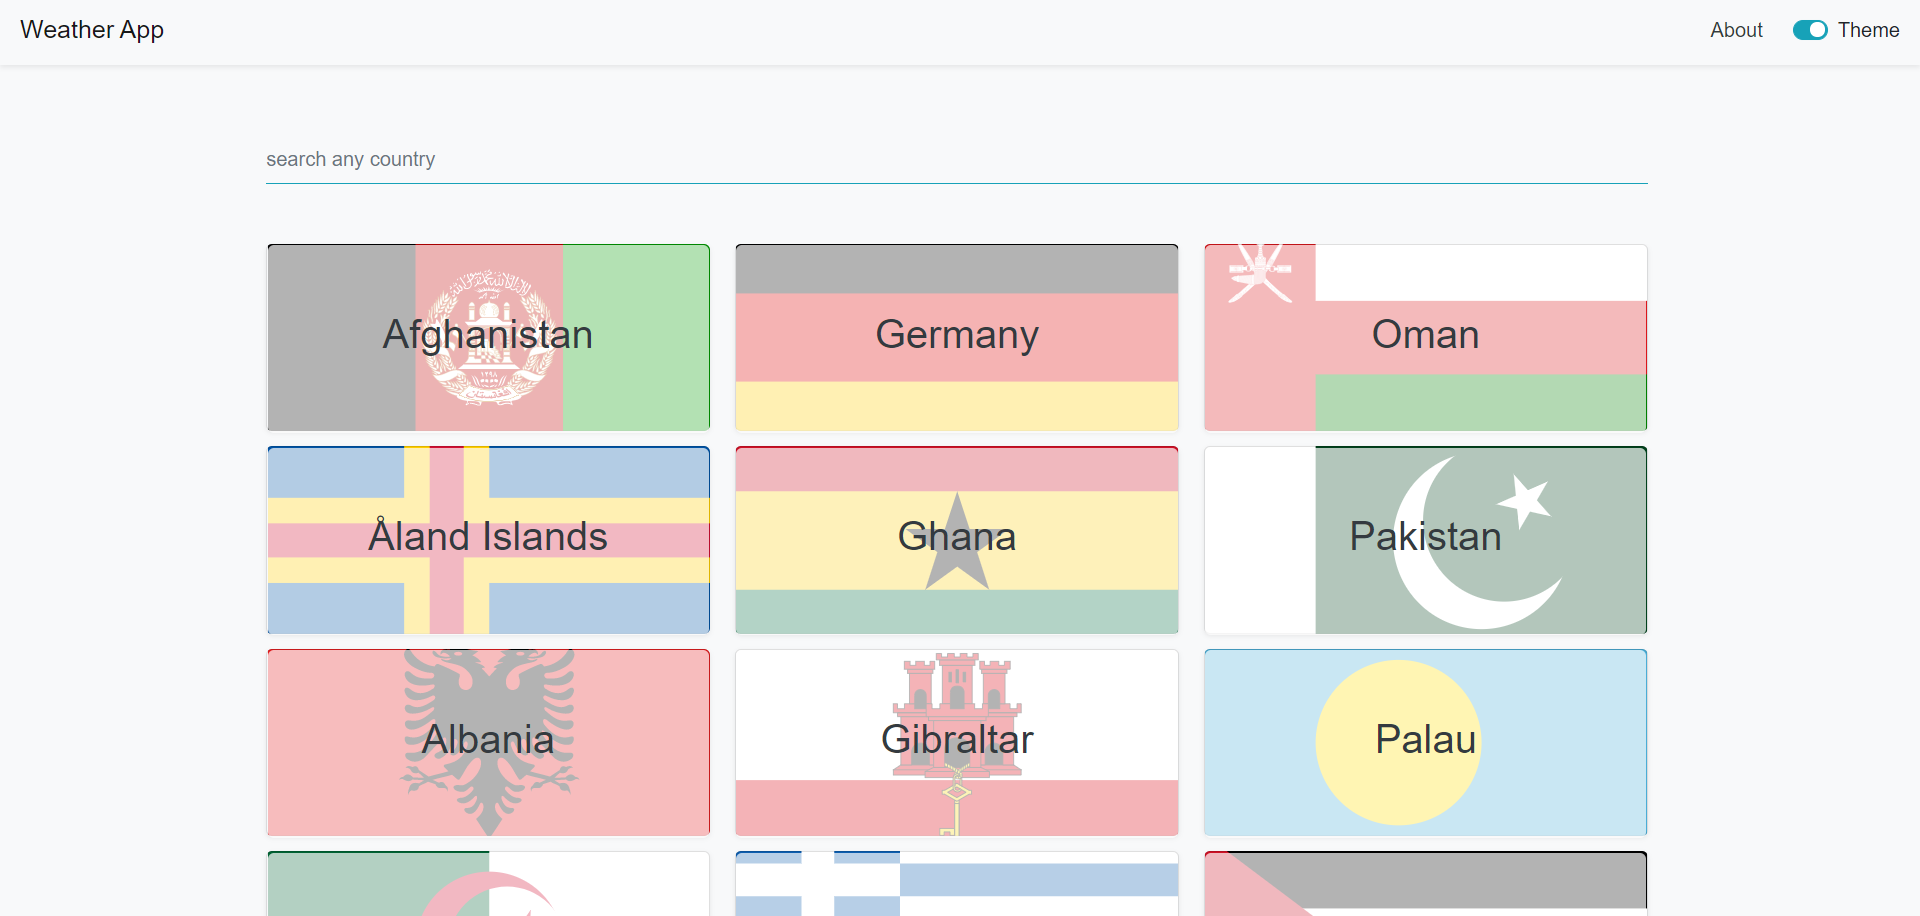 Weather App
About
Theme
search any country
Afghanistan
Germany
Oman
Åland Islands
Ghana
Pakistan
Albania
Gibraltar
Palau